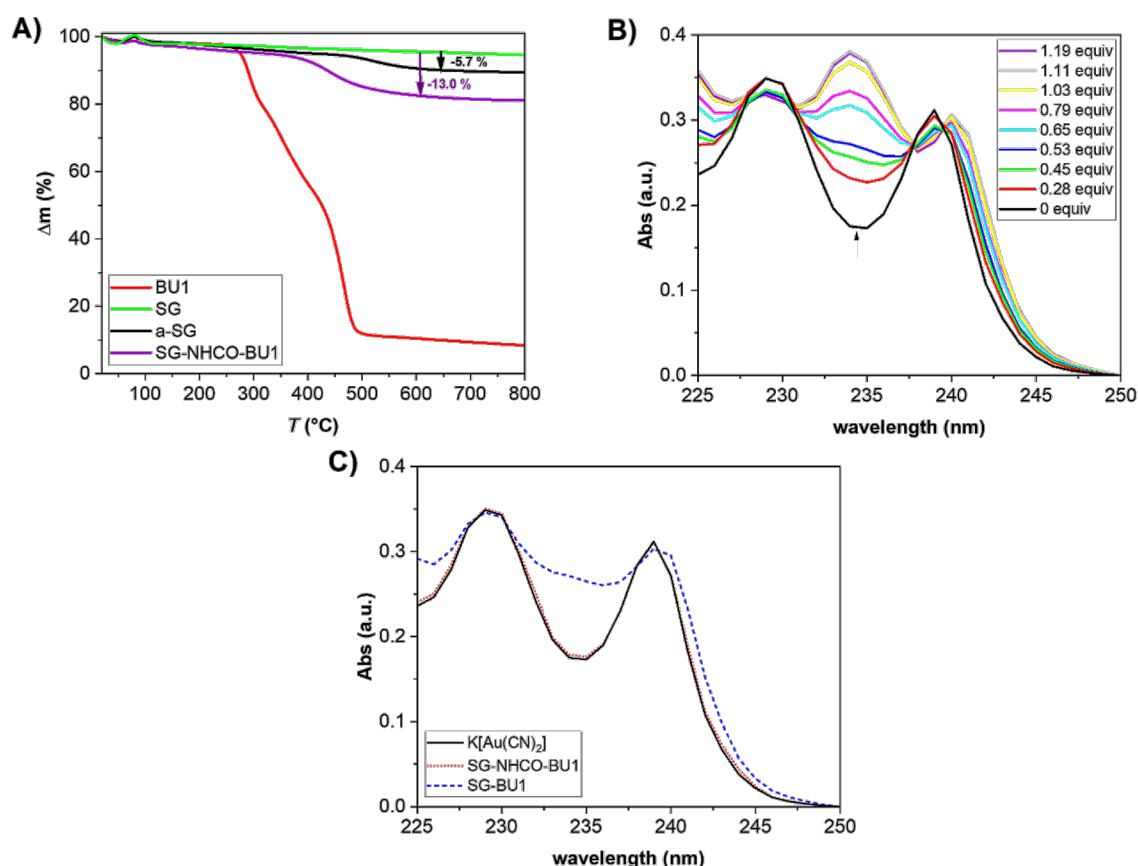 A)
100
80
60
40
20
0
Δm (%)
-5.7 %
-13.0 %
BU1
SG
a-SG
SG-NHCO-BU1
100 200 300 400 500 600 700 800
T (°C)
B)
0.4
0.3
0.2
0.1
0.0
Abs (a.u.)
1.19 equiv
1.11 equiv
1.03 equiv
0.79 equiv
0.65 equiv
0.53 equiv
0.45 equiv
0.28 equiv
0 equiv
225 230 235 240 245 250
wavelength (nm)
C)
0.4
0.3
0.2
0.1
0.0
Abs (a.u.)
K[Au(CN)₂]
SG-NHCO-BU1
SG-BU1
225 230 235 240 245 250
wavelength (nm)